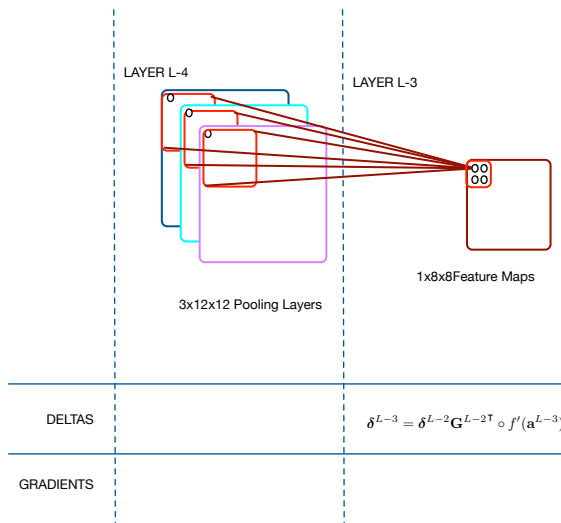 LAYER L-4
LAYER L-3
1x8x8Feature Maps
3x12x12 Pooling Layers
DELTAS
𝜹^{L-3} = 𝜹^{L-2}𝐆^{L-2ᵀ} ∘ f′(𝐚^{L-3})
GRADIENTS